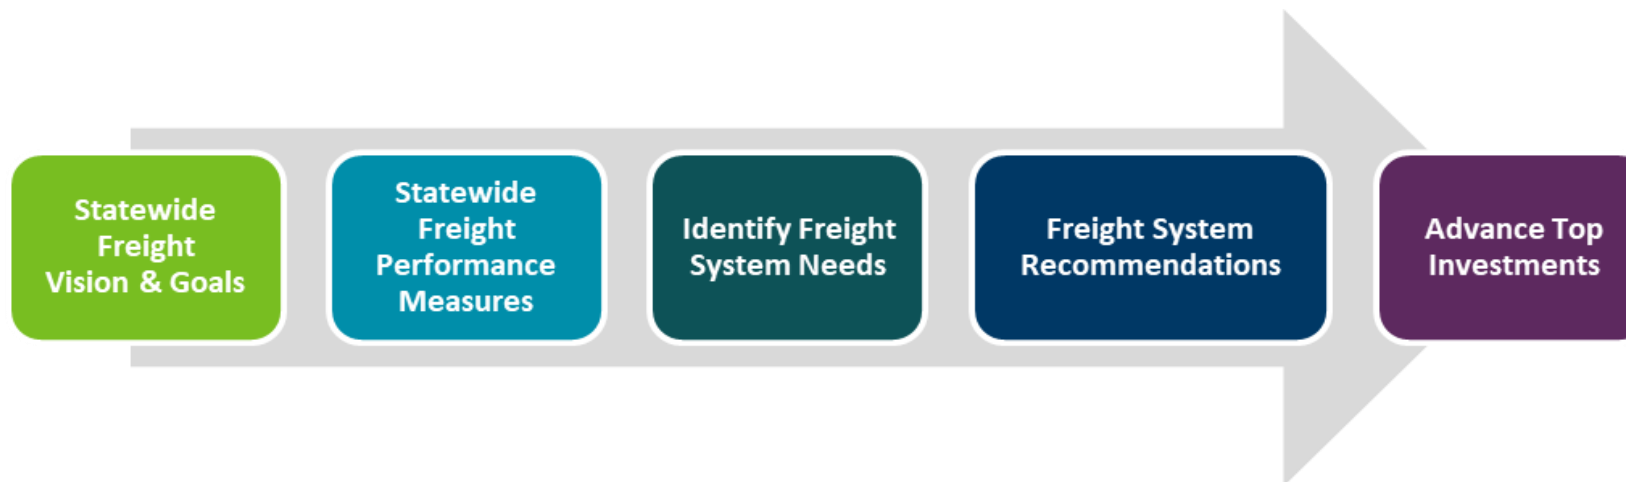 Statewide
Freight
Vision & Goals
Statewide
Freight
Performance
Measures
Identify Freight
System Needs
Freight System
Recommendations
Advance Top
Investments